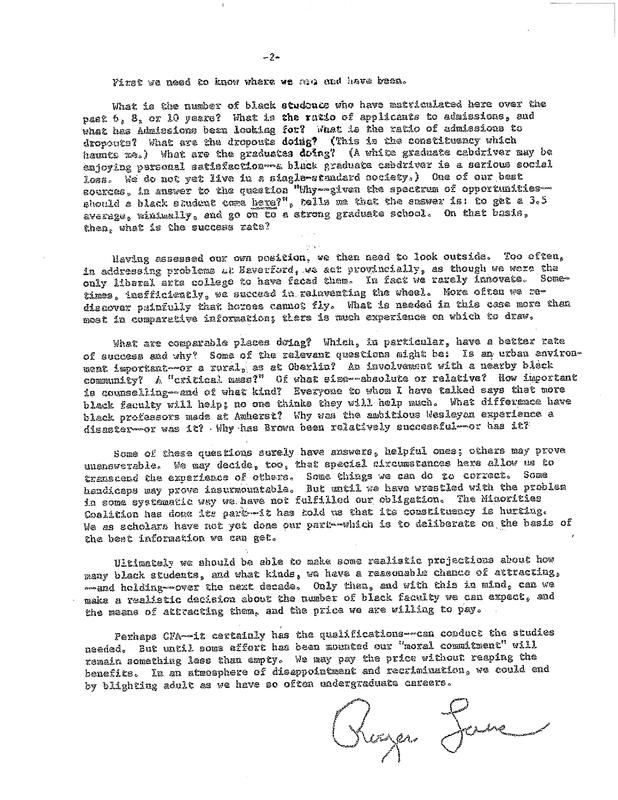 -2-
First we need to know where we are and have been.
What is the number of black students who have matriculated here over the
past 6, 8, or 10 years? What is the ratio of applicants to admissions, and
what has Admissions been looking for? What is the ratio of admissions to
dropouts? What are the dropouts doing? (This is the constituency which
haunts me.) What are the graduates doing? (A white graduate cabdriver may be
enjoying personal satisfaction--a black graduate cabdriver is a serious social
loss. We do not yet live in a single-standard society.) One of our best
sources, in answer to the question "Why--given the spectrum of opportunities--
should a black student come here?", tells me that the answer is: to get a 3.5
average, minimally, and go on to a strong graduate school. On that basis,
then, what is the success rate?
Having assessed our own position, we then need to look outside. Too often,
in addressing problems at Haverford, we act provincially, as though we were the
only liberal arts college to have faced them. In fact we rarely innovate. Some-
times, inefficiently, we succeed in reinventing the wheel. More often we re-
discover painfully that horses cannot fly. What is needed in this case more than
most in comparative information; there is much experience on which to draw.
What are comparable places doing? Which, in particular, have a better rate
of success and why? Some of the relevant questions might be: Is an urban environ-
ment important--or a rural, as at Oberlin? An involvement with a nearby black
community? A "critical mass?" Of what size--absolute or relative? How important
is counselling--and of what kind? Everyone to whom I have talked says that more
black faculty will help; no one thinks they will help much. What difference have
black professors made at Amherst? Why was the ambitious Wesleyan experience a
disaster--or was it? Why has Brown been relatively successful--or has it?
Some of these questions surely have answers, helpful ones; others may prove
unanswerable. We may decide, too, that special circumstances here allow us to
transcend the experience of others. Some things we can do to correct. Some
handicaps may prove insurmountable. But until we have wrestled with the problem
in some systematic way we have not fulfilled our obligation. The Minorities
Coalition has done its part--it has told us that its constituency is hurting.
We as scholars have not yet done our part--which is to deliberate on the basis of
the best information we can get.
Ultimately we should be able to make some realistic projections about how
many black students, and what kinds, we have a reasonable chance of attracting,
--and holding--over the next decade. Only then, and with this in mind, can we
make a realistic decision about the number of black faculty we can expect, and
the means of attracting them, and the price we are willing to pay.
Perhaps CFA--it certainly has the qualifications--can conduct the studies
needed. But until some effort has been mounted our "moral commitment" will
remain something less than empty. We may pay the price without reaping the
benefits. In an atmosphere of disappointment and recrimination, we could end
by blighting adult as we have so often undergraduate careers.
Roger Lane